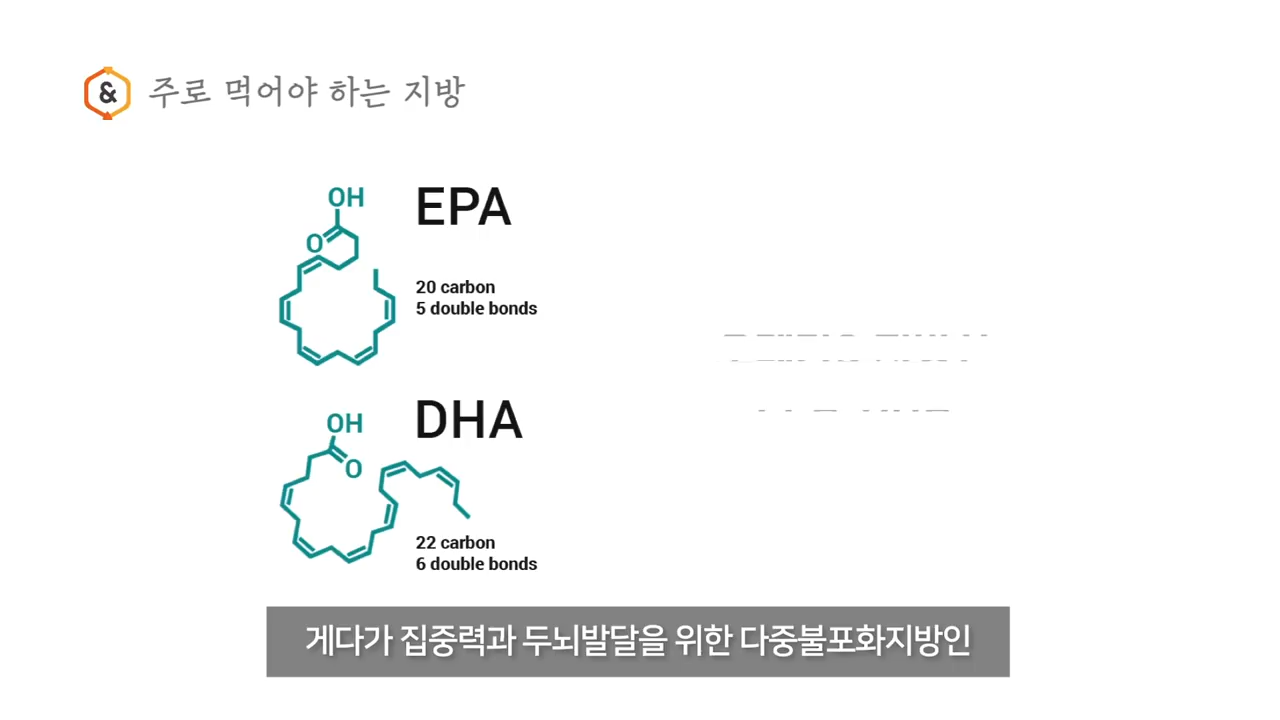 & 주로 먹어야 하는 지방
OH
O
EPA
20 carbon
5 double bonds
DHA
OH
O
22 carbon
6 double bonds
게다가 집중력과 두뇌발달을 위한 다중불포화지방인